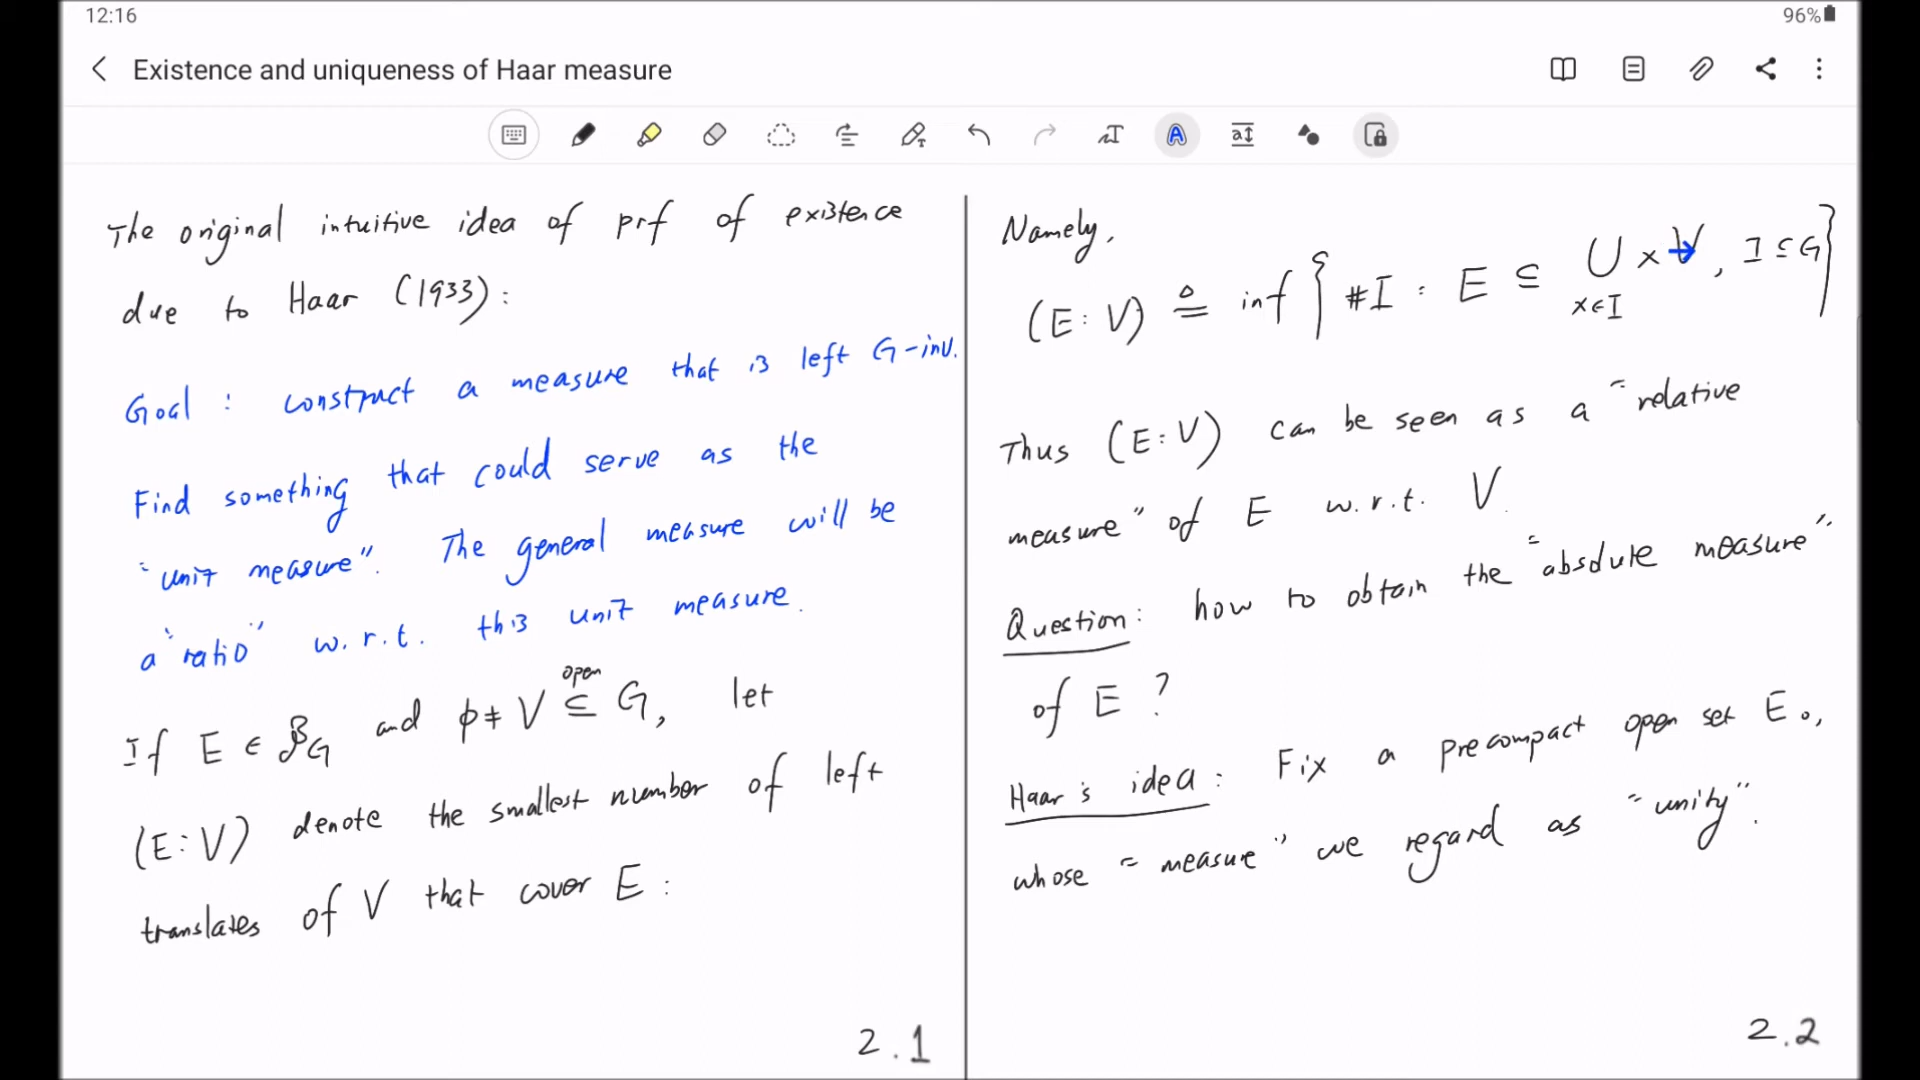 12:16
96%
Existence and uniqueness of Haar measure
The original intuitive idea of prf of existence
due to Haar (1933):
Goal: construct a measure that is left G-inv.
Find something that could serve as the
"unit measure". The general measure will be
a "ratio" w.r.t. this unit measure.
If E ∈ 𝓑_G and φ ≠ V ⊆ G, let
open
(E:V) denote the smallest number of left
translates of V that cover E:
2.1
Namely,
(E:V) ≜ inf { #I : E ⊆ ∪ xV, I ⊆ G }
x∈I
Thus (E:V) can be seen as a "relative
measure" of E w.r.t. V.
Question: how to obtain the "absolute measure"
of E?
Haar's idea: Fix a precompact open set E₀,
whose "measure" we regard as "unity".
2.2